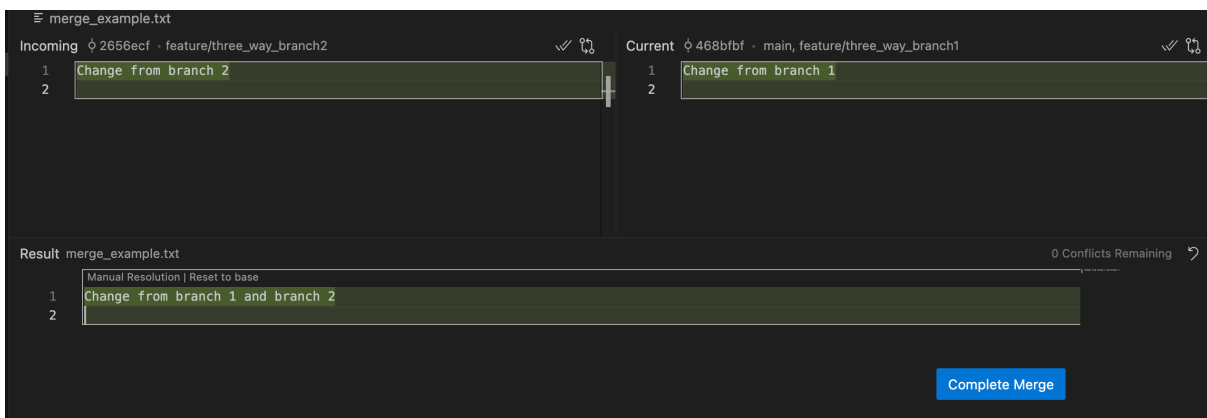 merge_example.txt
Incoming 2656ecf · feature/three_way_branch2
1 Change from branch 2
2
Current 468bfbf · main, feature/three_way_branch1
1 Change from branch 1
2
Result merge_example.txt
0 Conflicts Remaining
Manual Resolution | Reset to base
1 Change from branch 1 and branch 2
2
Complete Merge